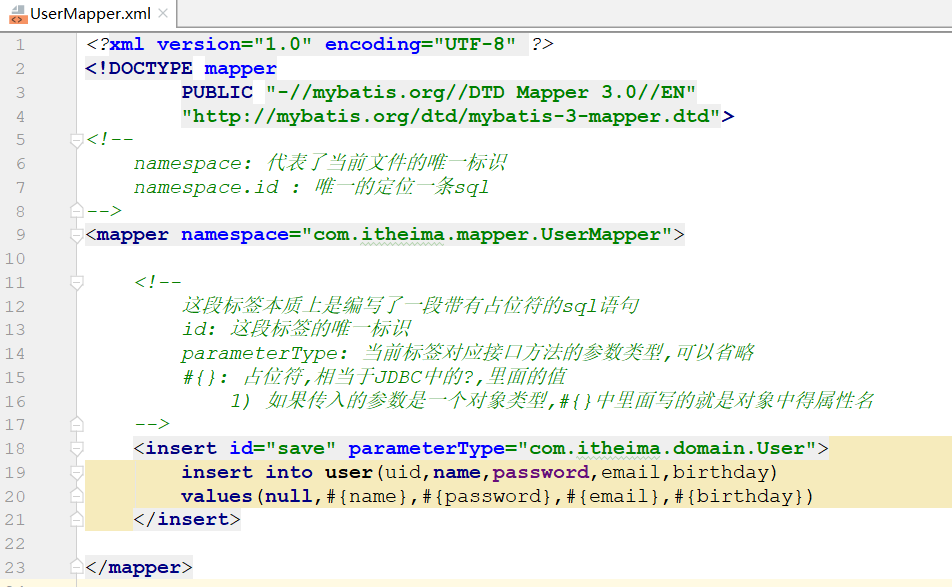 UserMapper.xml
1 <?xml version="1.0" encoding="UTF-8" ?>
2 <!DOCTYPE mapper
3 PUBLIC "-//mybatis.org//DTD Mapper 3.0//EN"
4 "http://mybatis.org/dtd/mybatis-3-mapper.dtd">
5 <!--
6 namespace: 代表了当前文件的唯一标识
7 namespace.id : 唯一的定位一条sql
8 -->
9 <mapper namespace="com.itheima.mapper.UserMapper">
10
11 <!--
12 这段标签本质上是编写了一段带有占位符的sql语句
13 id: 这段标签的唯一标识
14 parameterType: 当前标签对应接口方法的参数类型,可以省略
15 #{}: 占位符,相当于JDBC中的?,里面的值
16 1) 如果传入的参数是一个对象类型,#{}中里面写的就是对象中得属性名
17 -->
18 <insert id="save" parameterType="com.itheima.domain.User">
19 insert into user(uid,name,password,email,birthday)
20 values(null,#{name},#{password},#{email},#{birthday})
21 </insert>
22
23 </mapper>